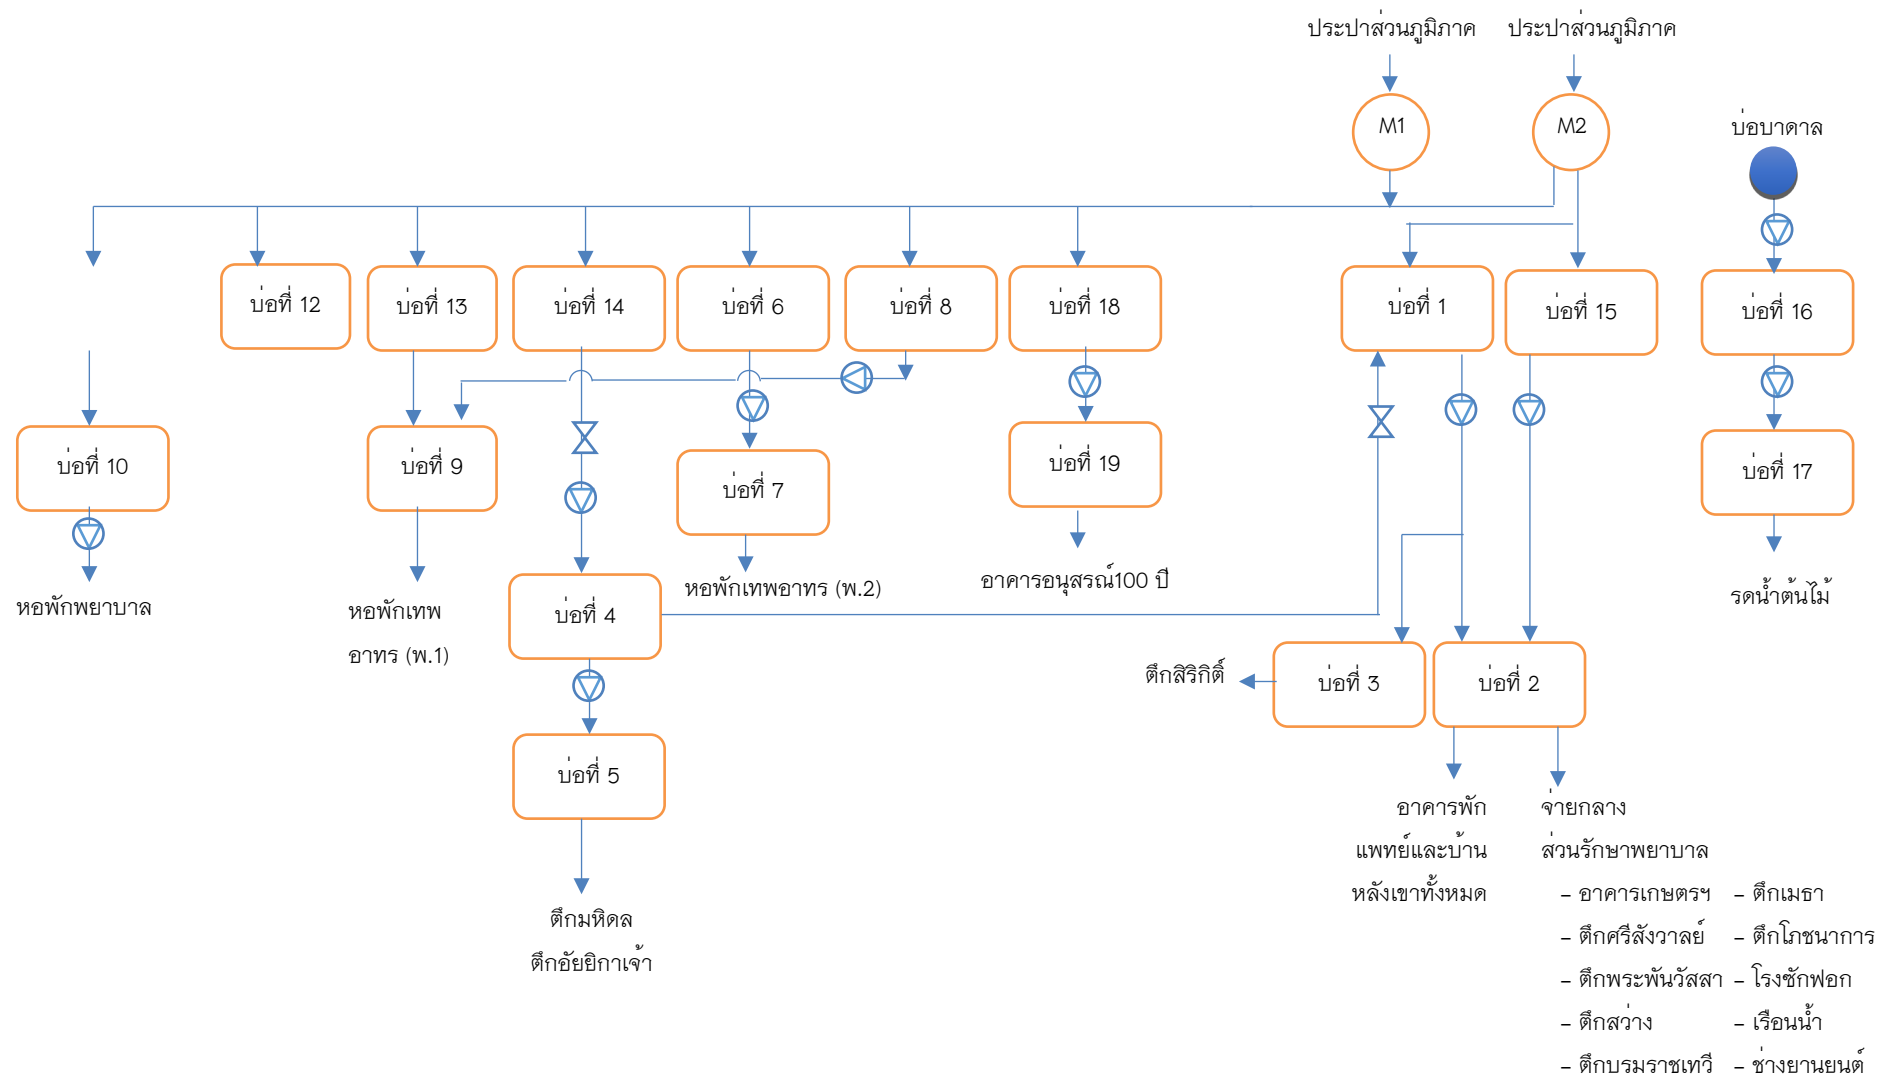 ประปาส่วนภูมิภาค ประปาส่วนภูมิภาค
M1 M2
บ่อบาดาล
บ่อที่ 12 บ่อที่ 13 บ่อที่ 14 บ่อที่ 6 บ่อที่ 8 บ่อที่ 18 บ่อที่ 1 บ่อที่ 15 บ่อที่ 16
บ่อที่ 10 บ่อที่ 9 บ่อที่ 7 บ่อที่ 19 บ่อที่ 17
หอพักพยาบาล
หอพักเทพ
อาทร (พ.1)
บ่อที่ 4
หอพักเทพอาทร (พ.2)
อาคารอนุสรณ์100 ปี
รดน้ำต้นไม้
ตึกสิริกิติ์
บ่อที่ 3 บ่อที่ 2
บ่อที่ 5
อาคารพัก
แพทย์และบ้าน
หลังเขาทั้งหมด
จ่ายกลาง
ส่วนรักษาพยาบาล
– อาคารเกษตรฯ – ตึกเมธา
– ตึกศรีสังวาลย์ – ตึกโภชนาการ
– ตึกพระพันวัสสา – โรงซักฟอก
– ตึกสว่าง – เรือนน้ำ
– ตึกบรมราชเทวี – ช่างยานยนต์
ตึกมหิดล
ตึกอัยยิกาเจ้า